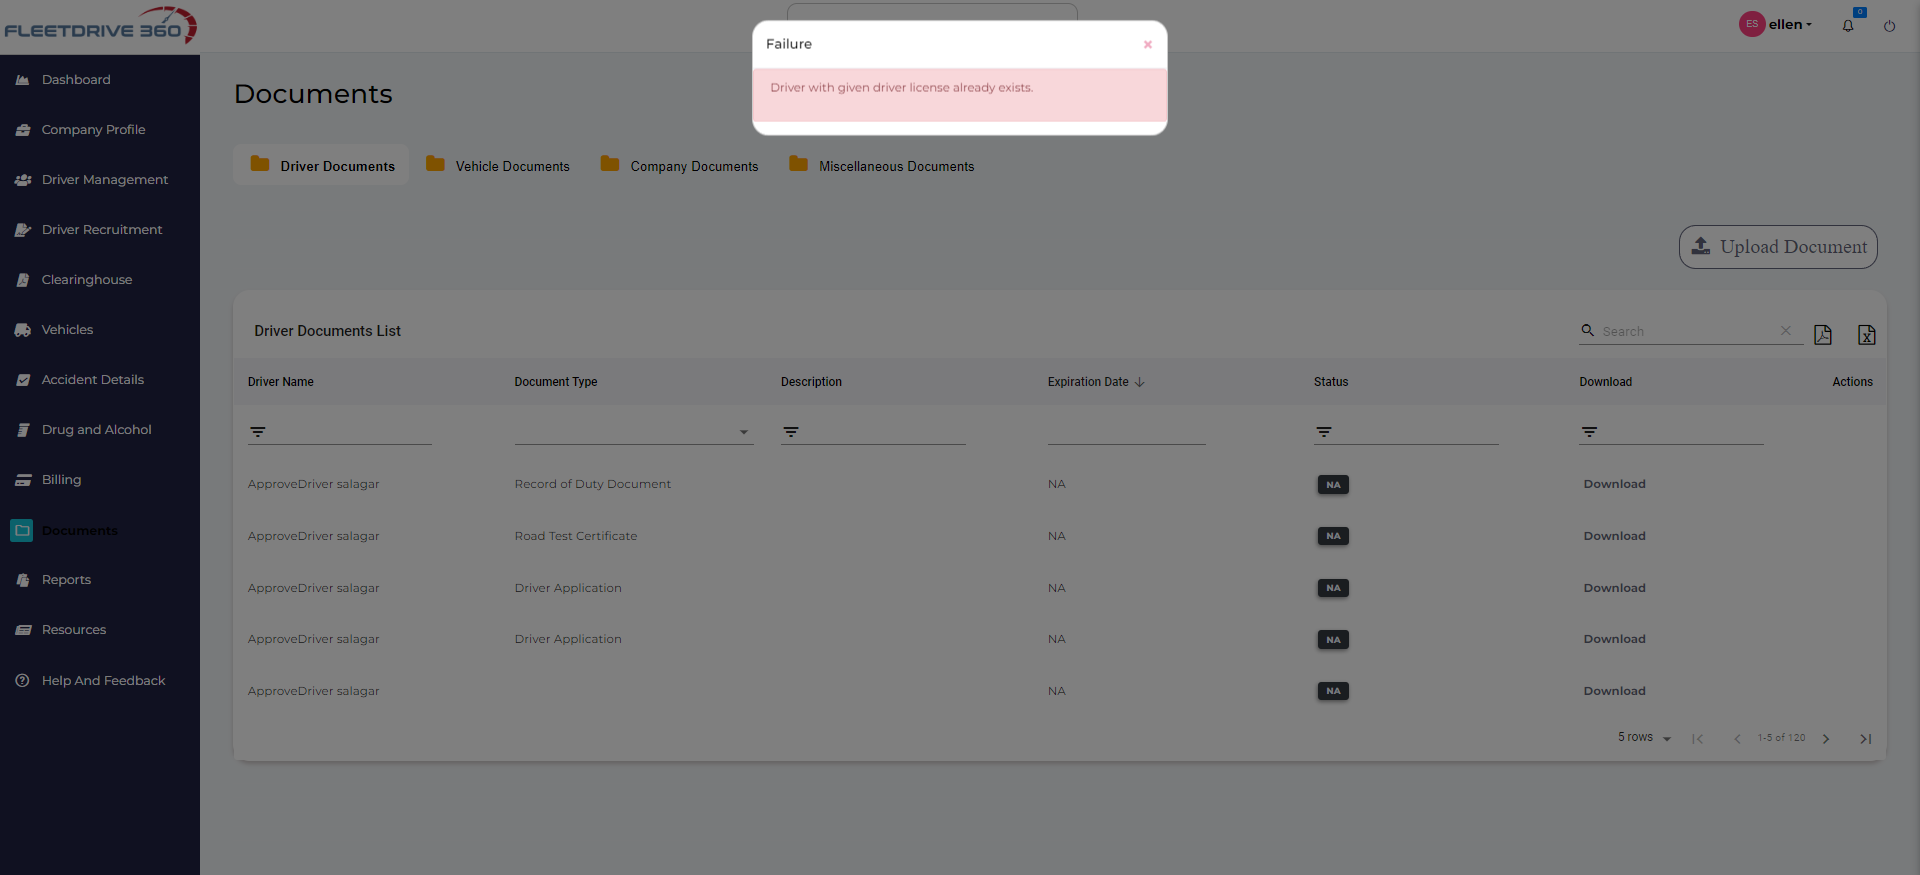 FLEETDRIVE 360
ES
ellen
0
Failure
×
Driver with given driver license already exists.
Dashboard
Company Profile
Driver Management
Driver Recruitment
Clearinghouse
Vehicles
Accident Details
Drug and Alcohol
Billing
Documents
Reports
Resources
Help And Feedback
Documents
Driver Documents
Vehicle Documents
Company Documents
Miscellaneous Documents
Upload Document
Driver Documents List
Search
Driver Name Document Type Description Expiration Date Status Download Actions
ApproveDriver salagar Record of Duty Document NA NA Download
ApproveDriver salagar Road Test Certificate NA NA Download
ApproveDriver salagar Driver Application NA NA Download
ApproveDriver salagar Driver Application NA NA Download
ApproveDriver salagar NA NA Download
5 rows 1-5 of 120